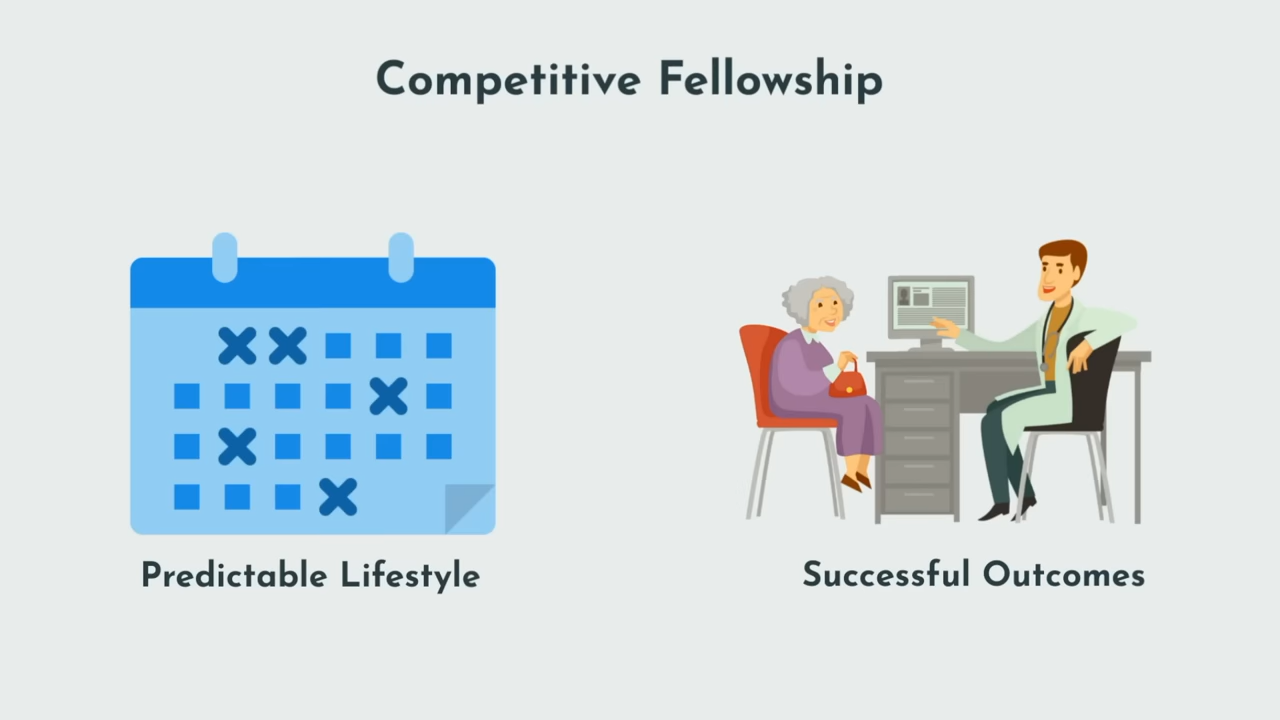 Competitive Fellowship
Predictable Lifestyle
Successful Outcomes